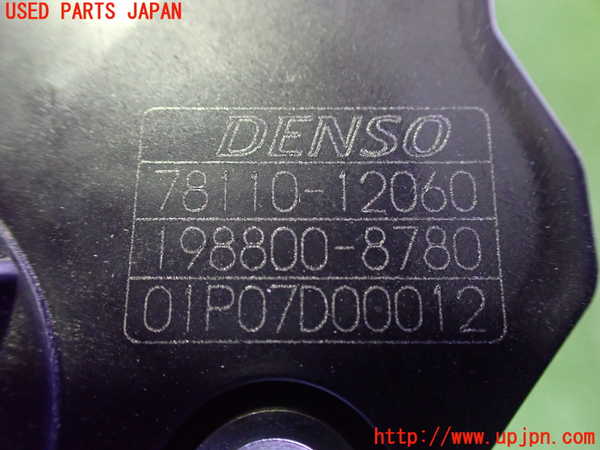 USED PARTS JAPAN
DENSO
78110-12060
198800-8780
01P07D00012
http://www.upjpn.com/